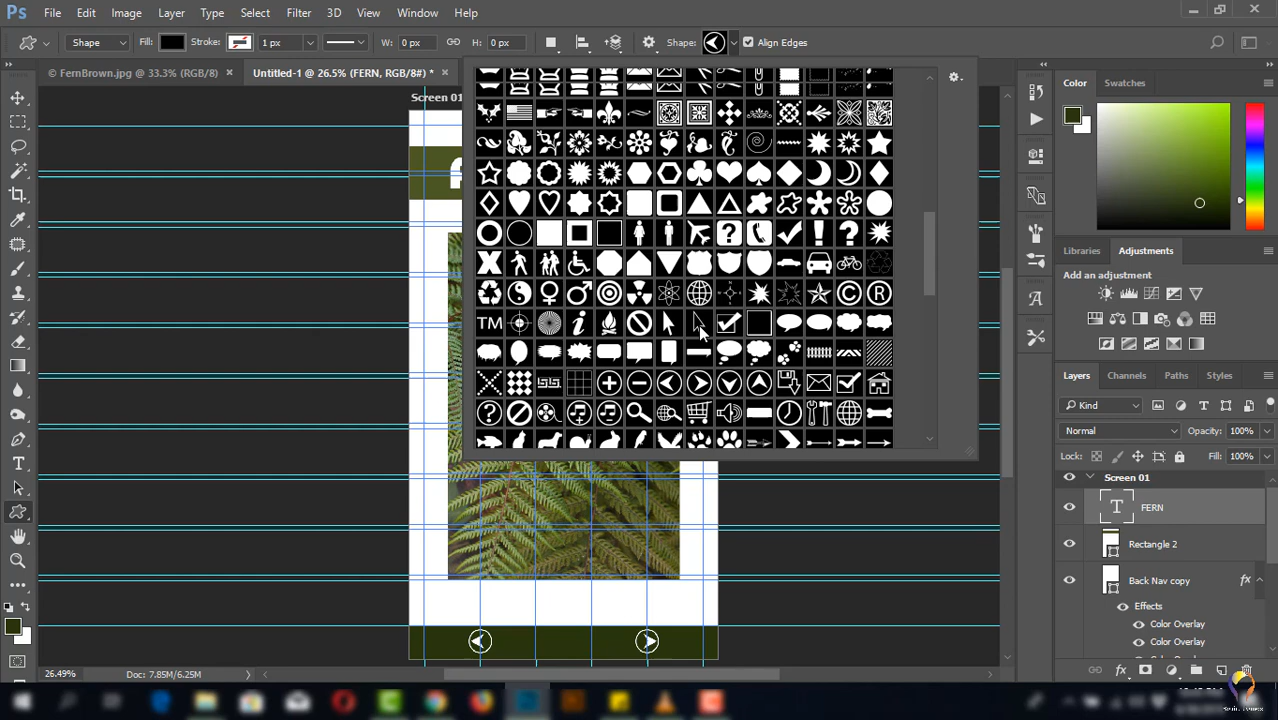 Ps File Edit Image Layer Type Select Filter 3D View Window Help
Shape Fill: Stroke: 1 px W: 0 px H: 0 px Shape: Align Edges
© FernBrown.jpg @ 33.3% (RGB/8) × Untitled-1 @ 26.5% (FERN, RGB/8#) * ×
Screen 01
Color Swatches
Libraries Adjustments
Add an adjustment
TM
Layers Channels Paths Styles
Kind
Normal Opacity: 100%
Lock: Fill: 100%
Screen 01
T FERN
Rectangle 2
Back Nav copy fx
Effects
Color Overlay
Color Overlay
26.49% Doc: 7.85M/6.25M